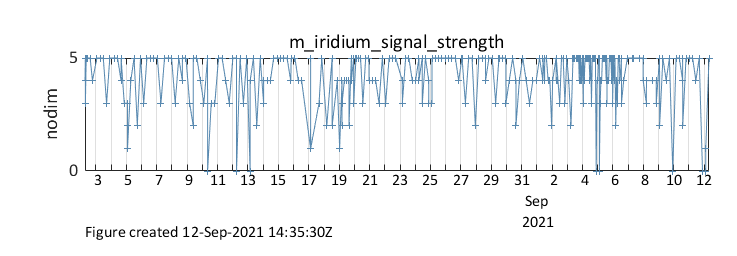 m_iridium_signal_strength
nodim
5
0
3 5 7 9 11 13 15 17 19 21 23 25 27 29 31 2 4 6 8 10 12
Sep
2021
Figure created 12-Sep-2021 14:35:30Z